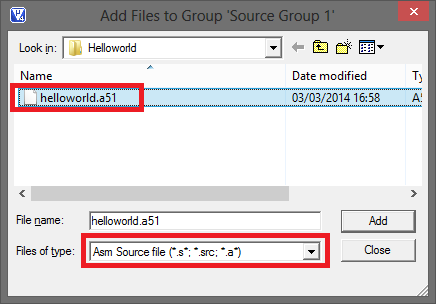 Add Files to Group 'Source Group 1'
Look in: Helloworld
Name Date modified Ty
helloworld.a51 03/03/2014 16:58 A5
File name: helloworld.a51 Add
Files of type: Asm Source file (*.s*; *.src; *.a*) Close